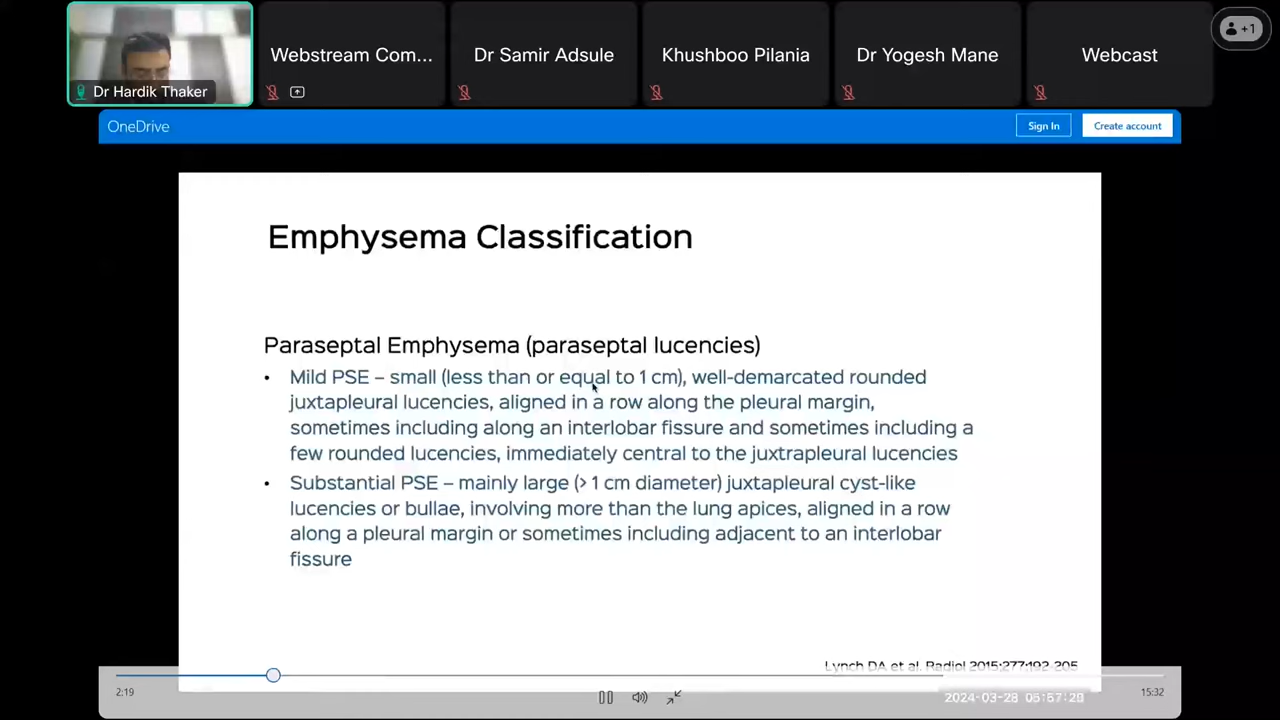 +1
Dr Hardik Thaker
Webstream Com...
Dr Samir Adsule
Khushboo Pilania
Dr Yogesh Mane
Webcast
OneDrive
Sign In
Create account
Emphysema Classification
Paraseptal Emphysema (paraseptal lucencies)
• Mild PSE – small (less than or equal to 1 cm), well-demarcated rounded
juxtapleural lucencies, aligned in a row along the pleural margin,
sometimes including along an interlobar fissure and sometimes including a
few rounded lucencies, immediately central to the juxtrapleural lucencies
• Substantial PSE – mainly large (> 1 cm diameter) juxtapleural cyst-like
lucencies or bullae, involving more than the lung apices, aligned in a row
along a pleural margin or sometimes including adjacent to an interlobar
fissure
Lynch DA et al. Radiol 2015:277:192-205
2:19
2024-03-28 05:57:29
15:32